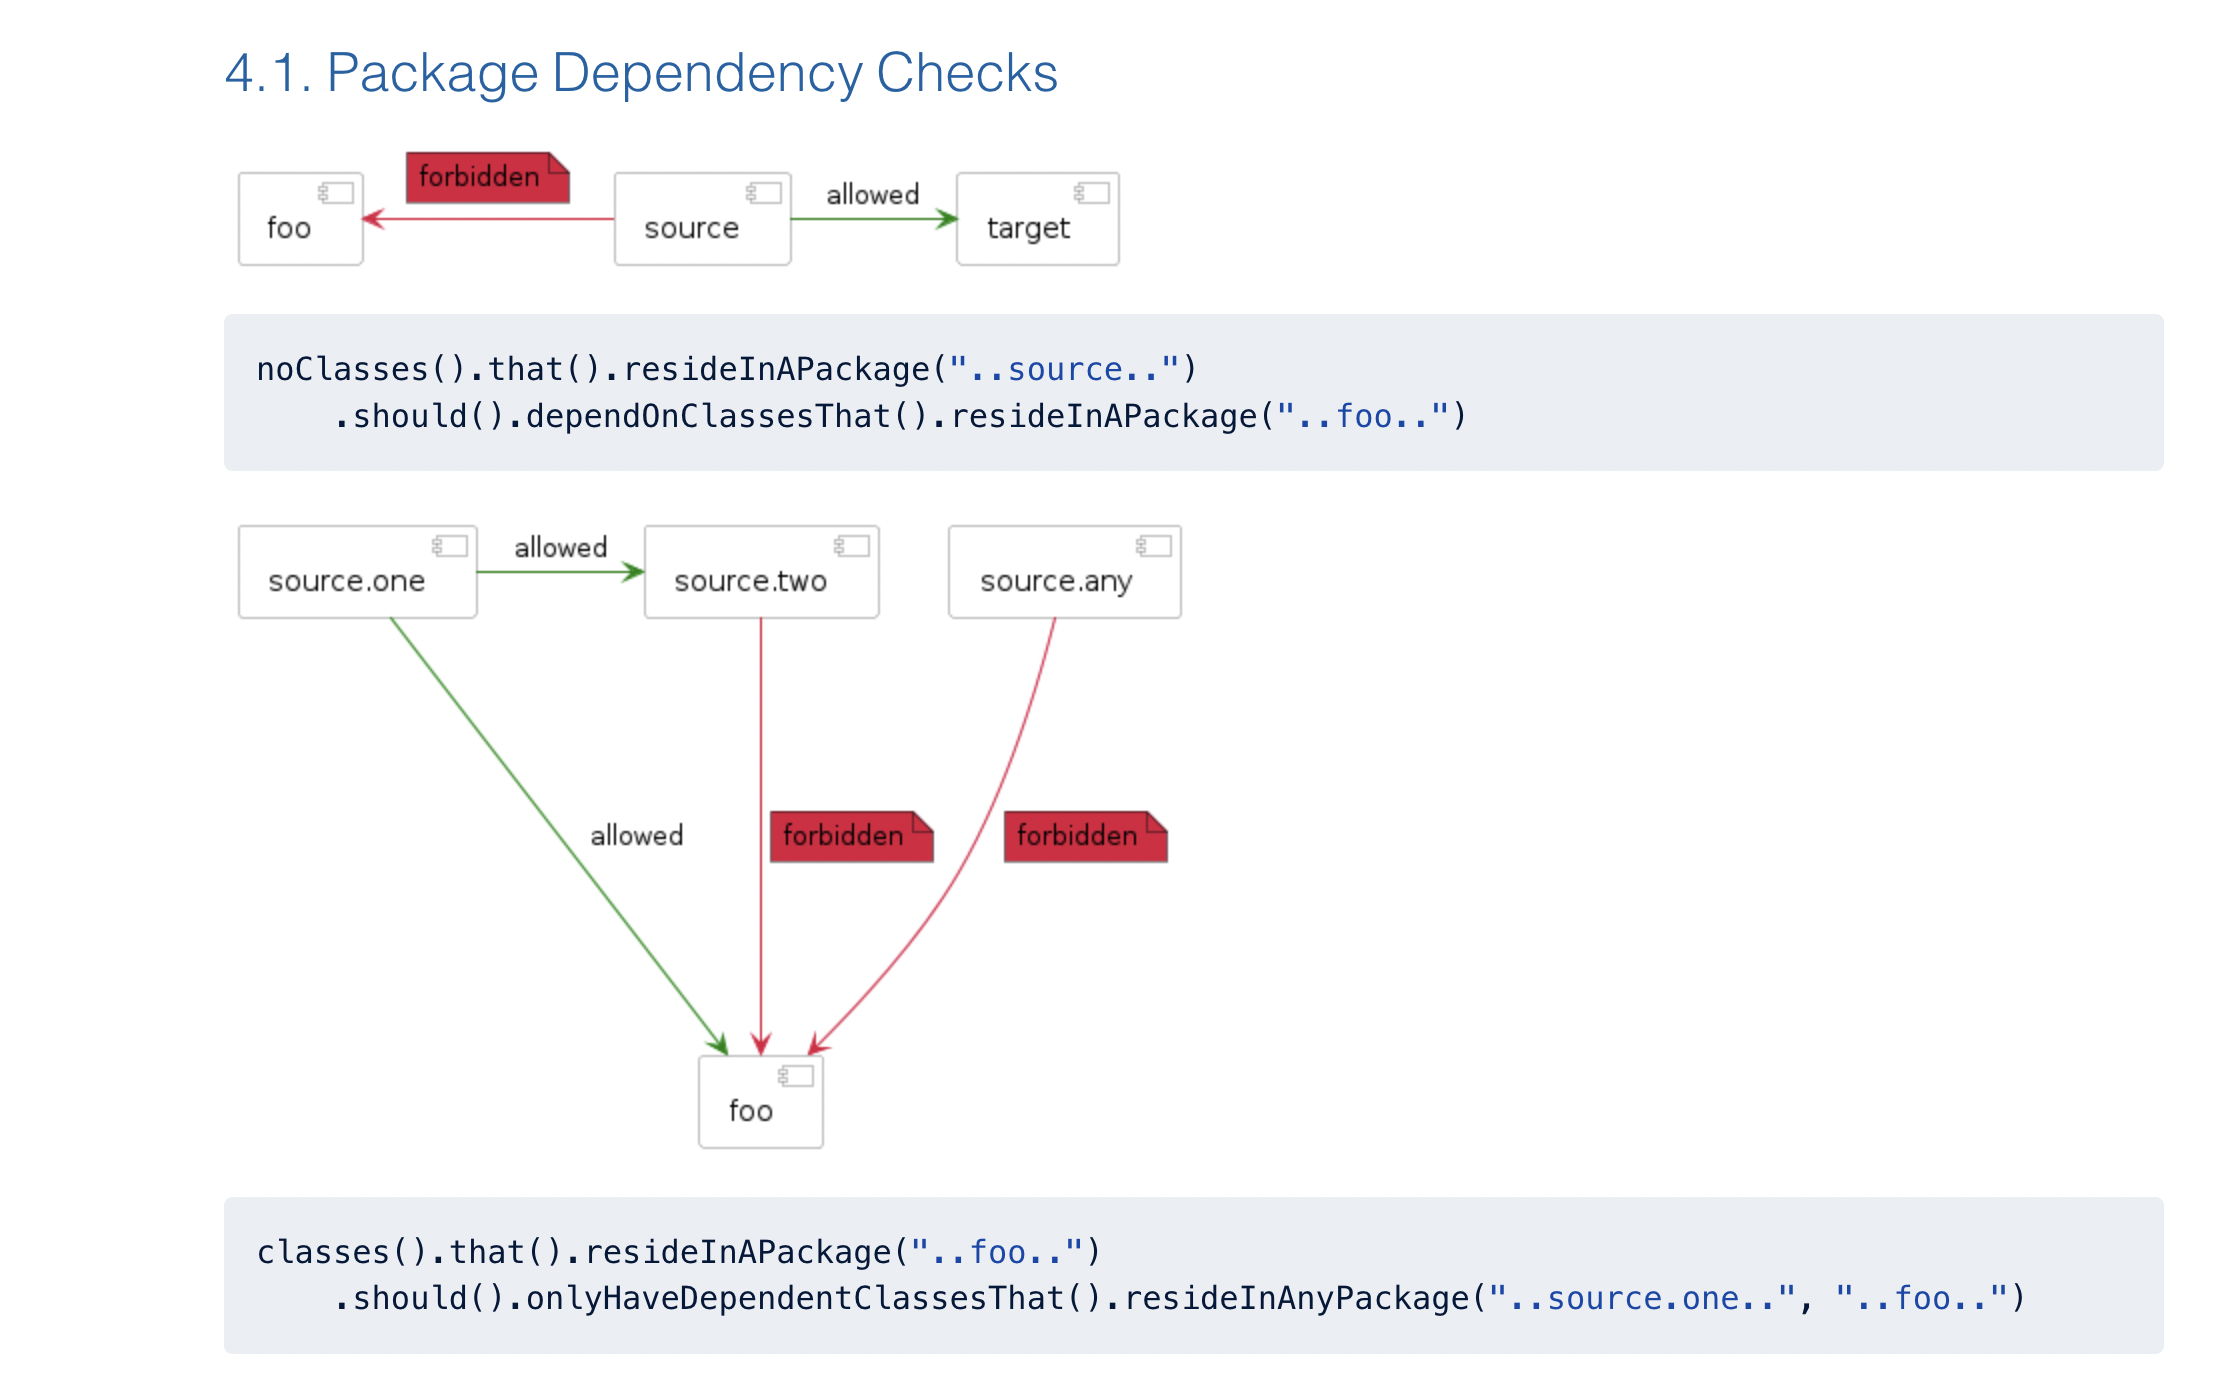 4.1. Package Dependency Checks
forbidden
allowed
foo
source
target
noClasses().that().resideInAPackage("..source..")
    .should().dependOnClassesThat().resideInAPackage("..foo..")
allowed
source.one
source.two
source.any
allowed
forbidden
forbidden
foo
classes().that().resideInAPackage("..foo..")
    .should().onlyHaveDependentClassesThat().resideInAnyPackage("..source.one..", "..foo..")